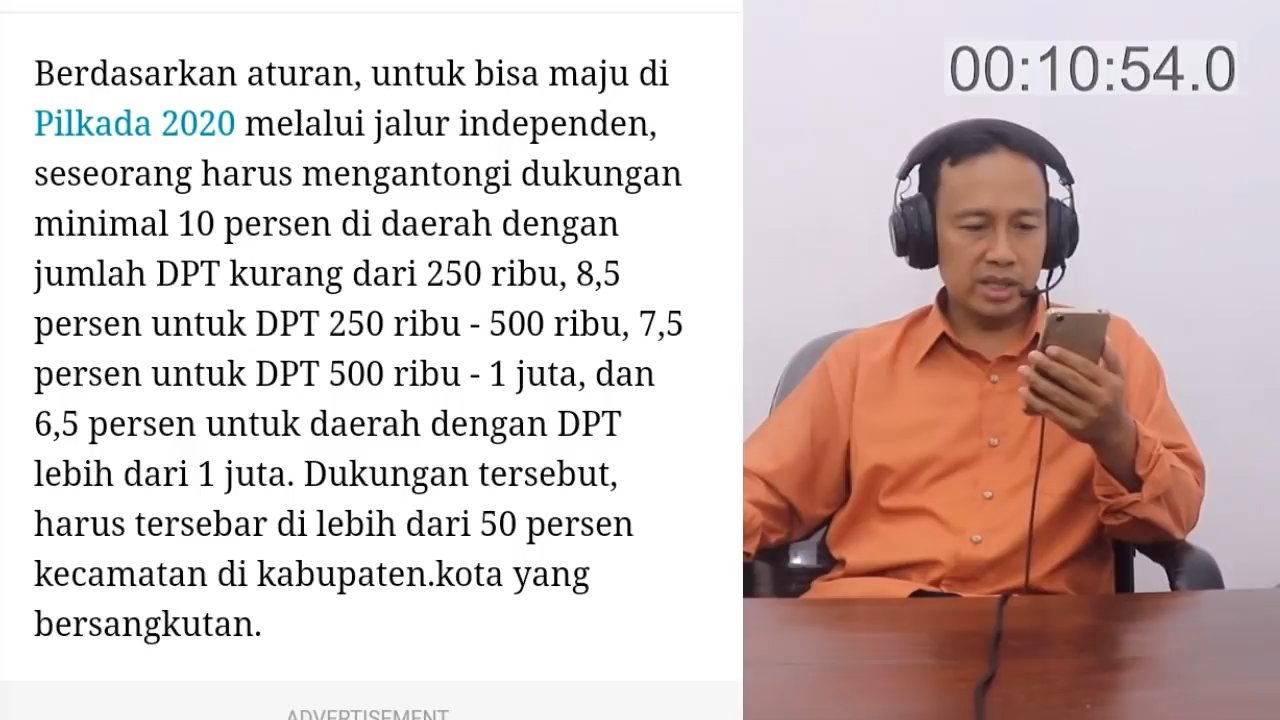 Berdasarkan aturan, untuk bisa maju di
Pilkada 2020 melalui jalur independen,
seseorang harus mengantongi dukungan
minimal 10 persen di daerah dengan
jumlah DPT kurang dari 250 ribu, 8,5
persen untuk DPT 250 ribu - 500 ribu, 7,5
persen untuk DPT 500 ribu - 1 juta, dan
6,5 persen untuk daerah dengan DPT
lebih dari 1 juta. Dukungan tersebut,
harus tersebar di lebih dari 50 persen
kecamatan di kabupaten.kota yang
bersangkutan.
ADVERTISEMENT
00:10:54.0